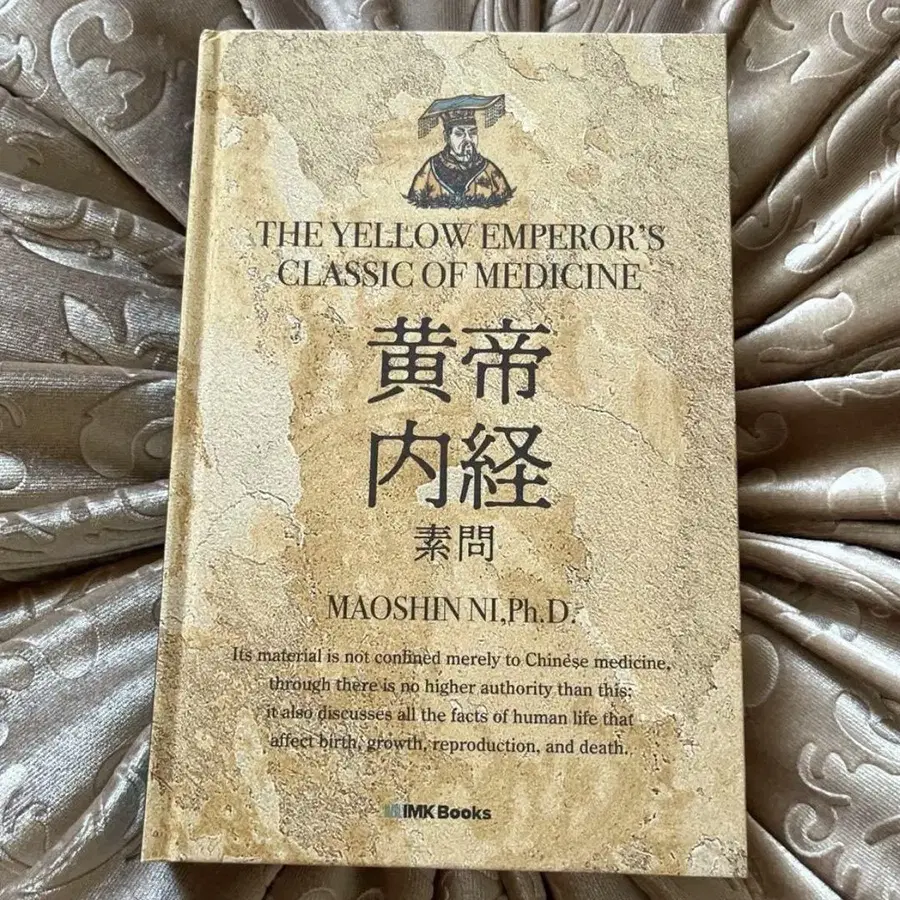 THE YELLOW EMPEROR'S
CLASSIC OF MEDICINE
黄帝
内経
素問
MAOSHIN NI,Ph.D.
Its material is not confined merely to Chinese medicine,
through there is no higher authority than this:
it also discusses all the facts of human life that
affect birth, growth, reproduction, and death.
IMK Books